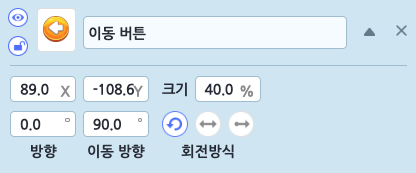 이동 버튼
89.0 X -108.6 Y 크기 40.0 %
0.0 ° 90.0 °
방향 이동 방향 회전방식